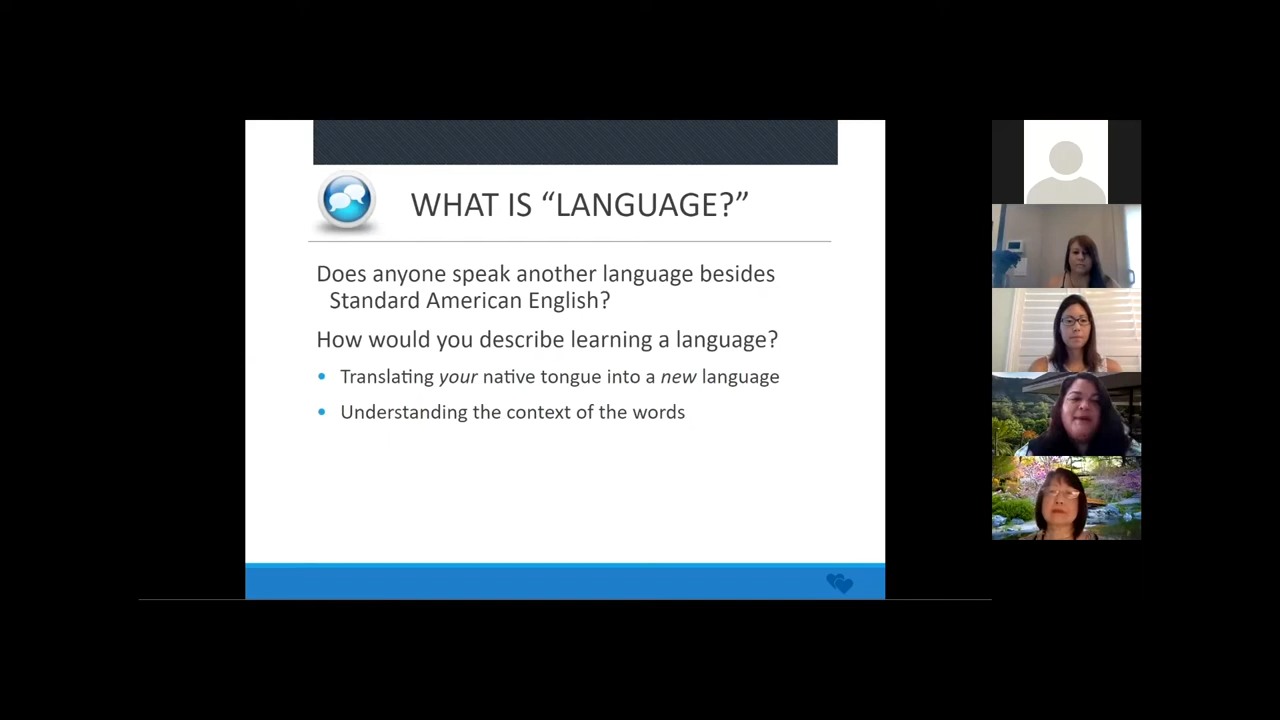 WHAT IS “LANGUAGE?”
Does anyone speak another language besides
Standard American English?
How would you describe learning a language?
• Translating your native tongue into a new language
• Understanding the context of the words